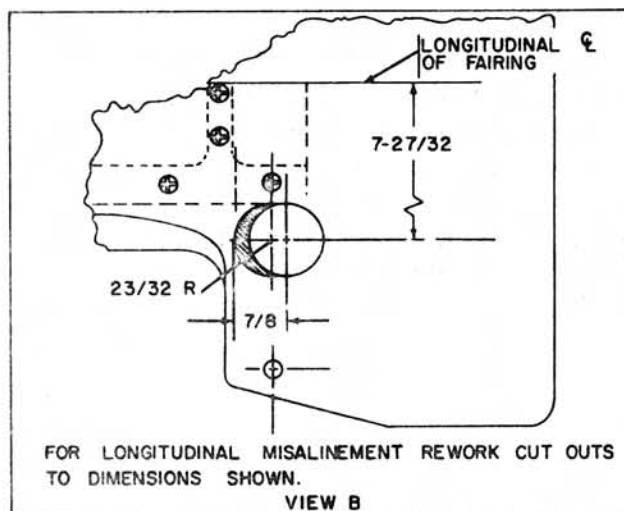 LONGITUDINAL ℄
OF FAIRING
7-27/32
23/32 R
7/8
FOR LONGITUDINAL MISALINEMENT REWORK CUT OUTS
TO DIMENSIONS SHOWN.
VIEW B